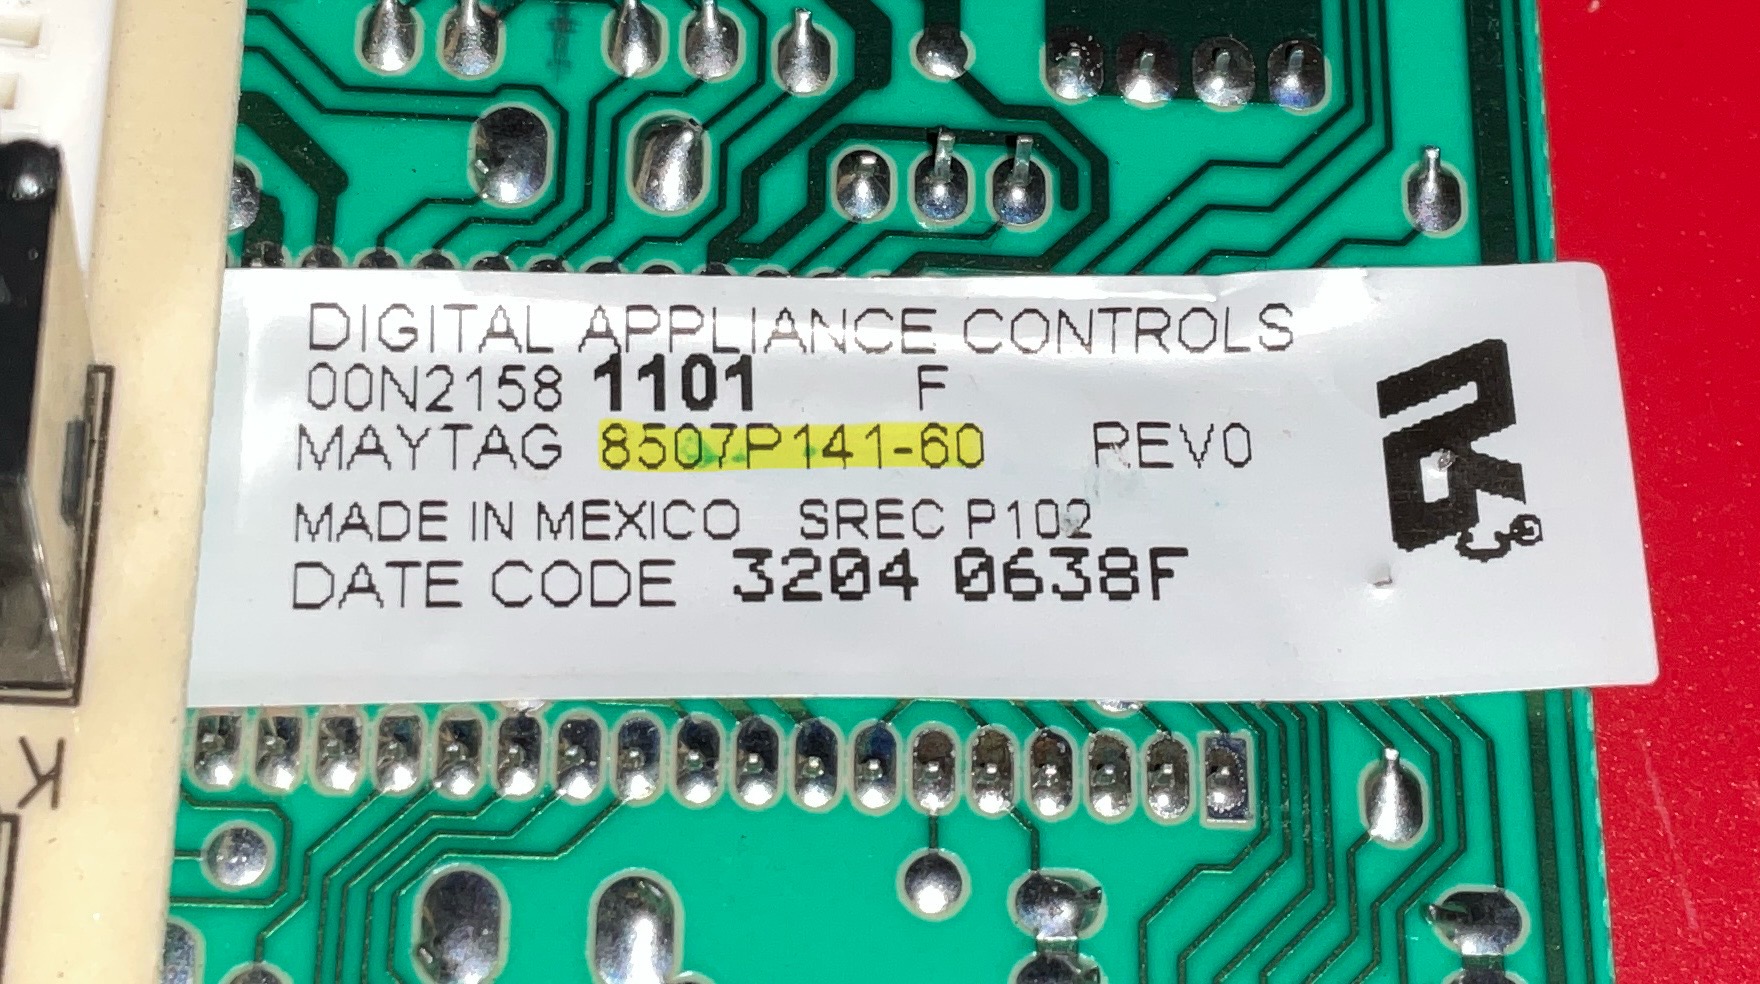 DIGITAL APPLIANCE CONTROLS
00N2158 1101 F
MAYTAG 8507P141-60 REV0
MADE IN MEXICO SREC P102
DATE CODE 3204 0638F
K